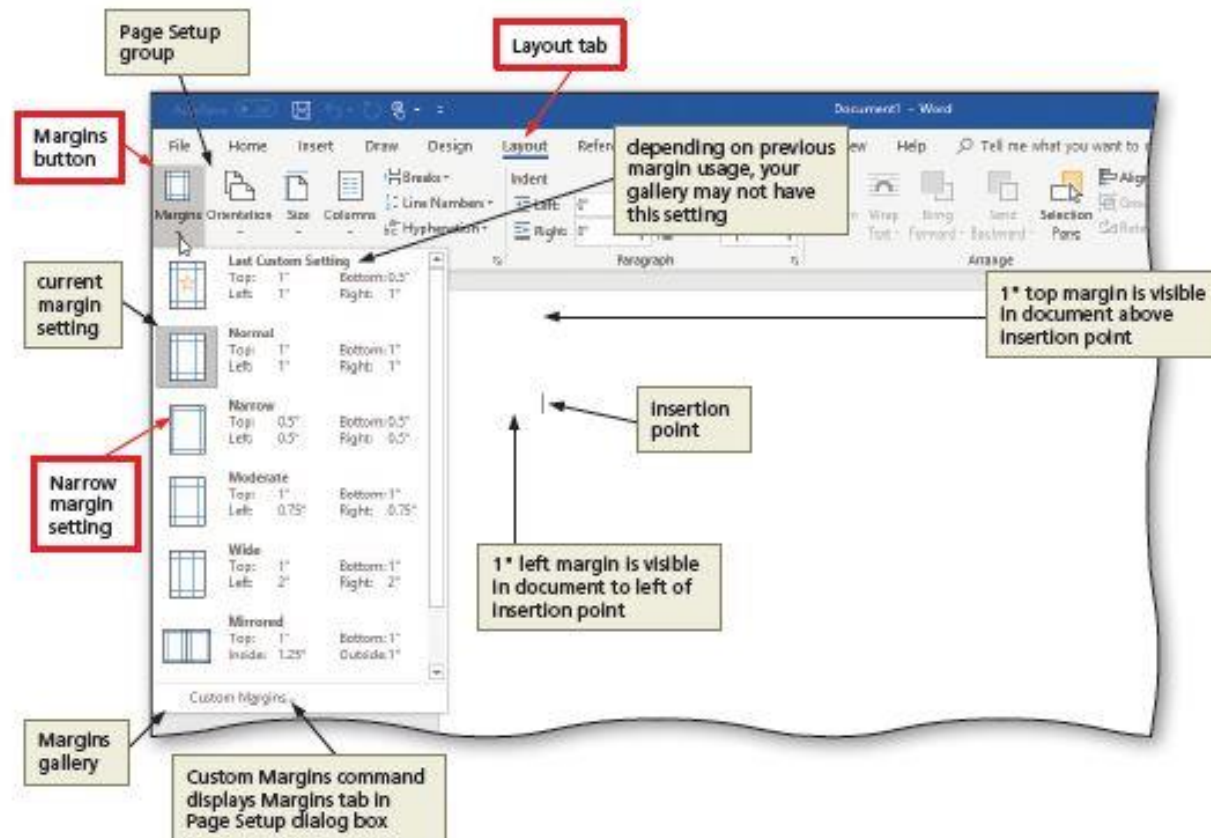 Page Setup
group
Layout tab
Margins
button
Document1 - Word
File Home Insert Draw Design Layout Refer
Help Tell me what you want to
depending on previous
margin usage, your
gallery may not have
this setting
Margins Orientation Size Columns
Breaks
Line Numbers
Hyphenation
Indent
Left: 0"
Right: 0"
Wrap
Text
Bring
Forward
Send
Backward
Selection
Pane
Align
Paragraph
Arrange
Last Custom Setting
Top: 1" Bottom: 0.5"
Left: 1" Right: 1"
current
margin
setting
Normal
Top: 1" Bottom: 1"
Left: 1" Right: 1"
1" top margin is visible
in document above
insertion point
Narrow
Top: 0.5" Bottom: 0.5"
Left: 0.5" Right: 0.5"
insertion
point
Narrow
margin
setting
Moderate
Top: 1" Bottom: 1"
Left: 0.75" Right: 0.75"
Wide
Top: 1" Bottom: 1"
Left: 2" Right: 2"
1" left margin is visible
in document to left of
insertion point
Mirrored
Top: 1" Bottom: 1"
Inside: 1.25" Outside: 1"
Custom Margins...
Margins
gallery
Custom Margins command
displays Margins tab in
Page Setup dialog box